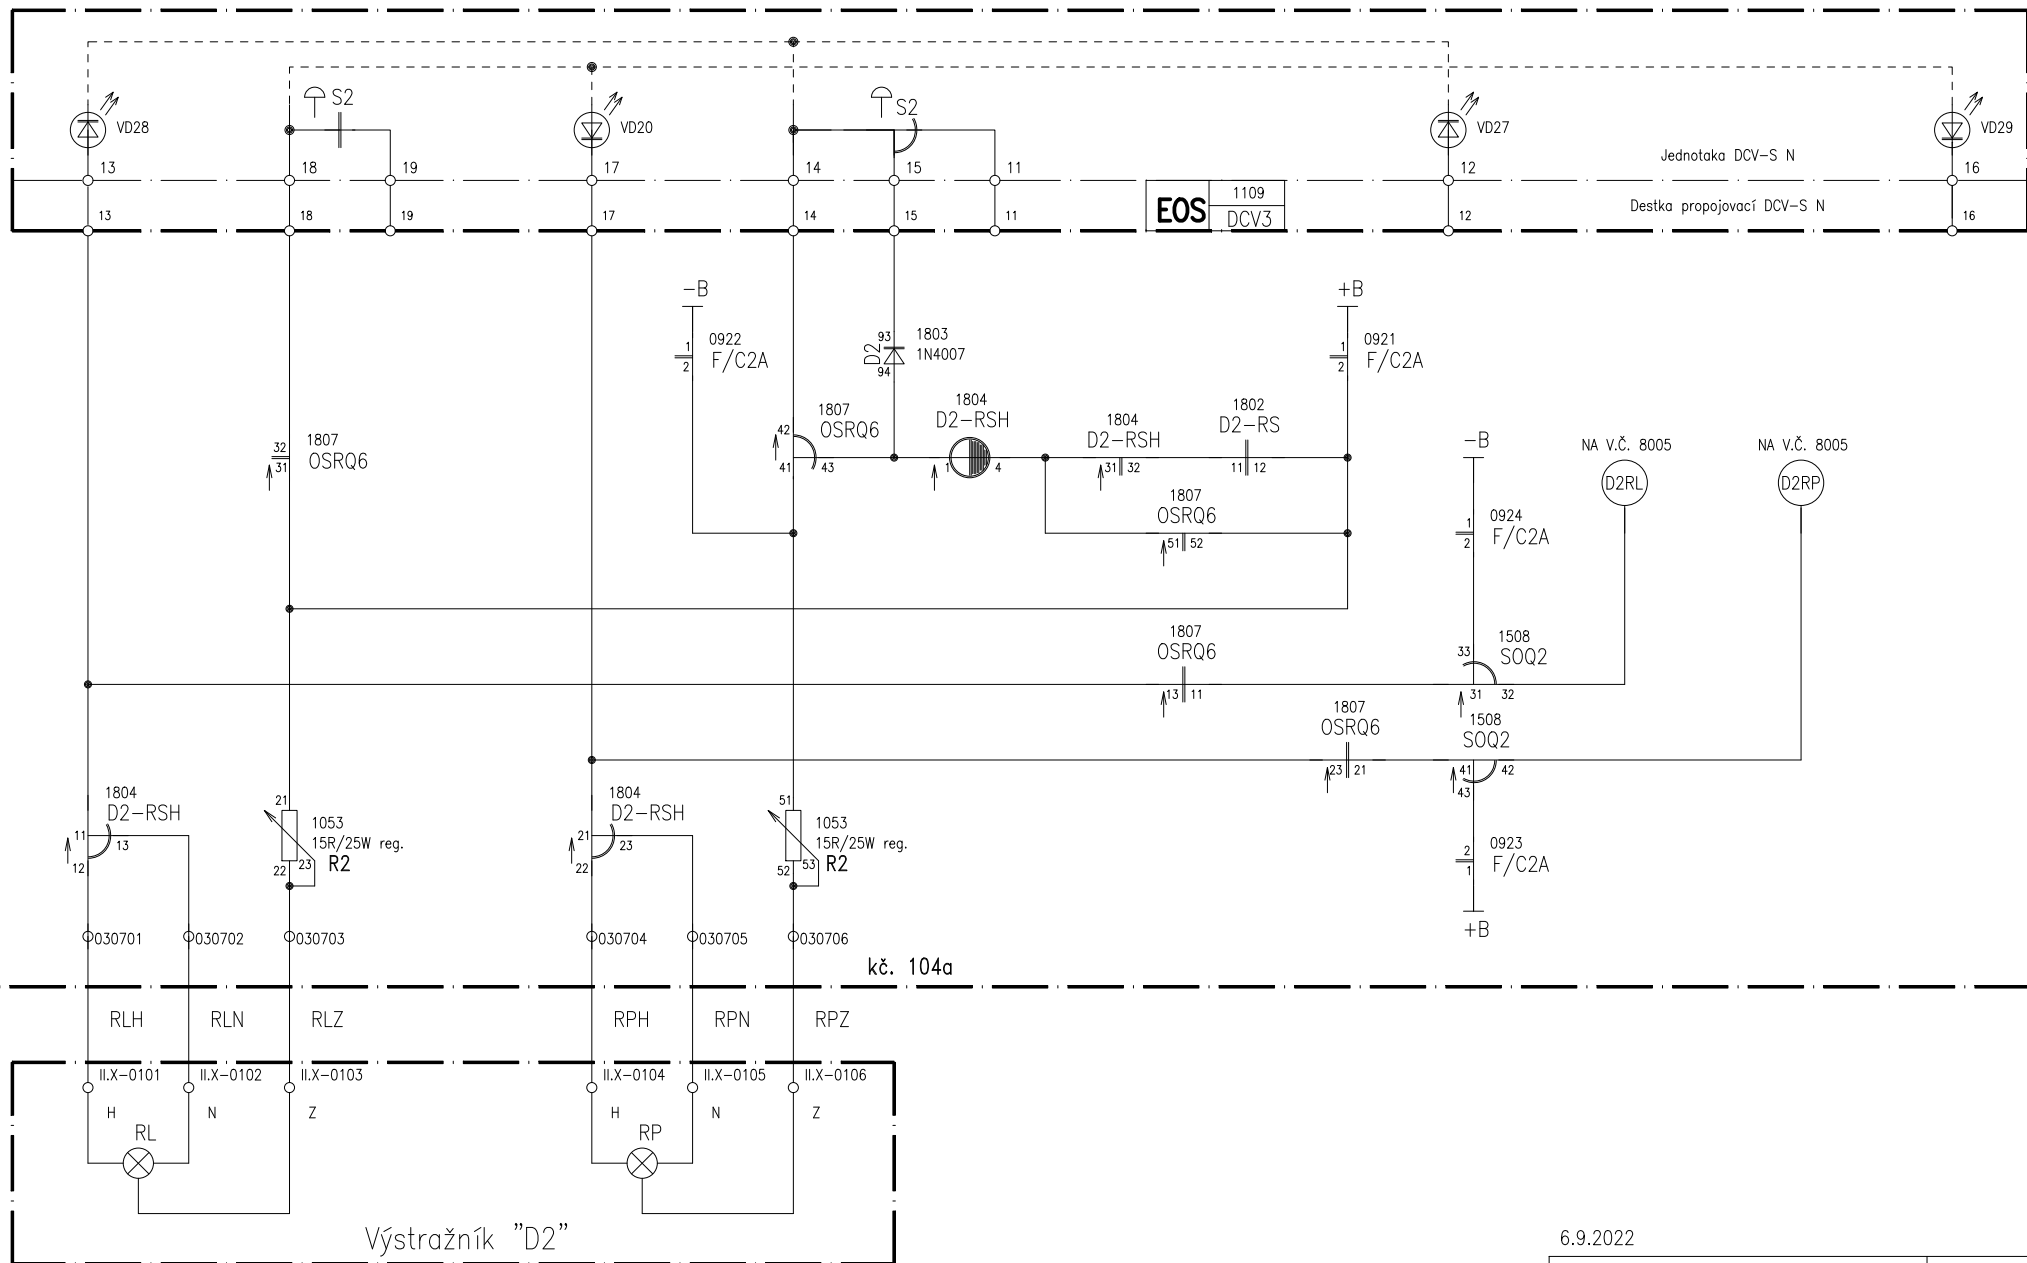 S2
S2
VD28
VD20
VD27
VD29
Jednotaka DCV-S N
13
18
19
17
14
15
11
12
16
EOS
1109
DCV3
Destka propojovací DCV-S N
13
18
19
17
14
15
11
12
16
-B
+B
1
2
0922
F/C2A
D2
93
94
1803
1N4007
1
2
0921
F/C2A
32
31
1807
OSRQ6
42
41
43
1807
OSRQ6
1804
D2-RSH
1
4
1804
D2-RSH
31
32
1802
D2-RS
11
12
-B
NA V.Č. 8005
NA V.Č. 8005
D2RL
D2RP
1807
OSRQ6
51
52
1
2
0924
F/C2A
1807
OSRQ6
13
11
33
1508
SOQ2
31
32
1807
OSRQ6
23
21
1508
SOQ2
41
42
43
1804
D2-RSH
11
13
12
21
1053
15R/25W reg.
22
23
R2
1804
D2-RSH
21
23
22
51
1053
15R/25W reg.
52
53
R2
2
1
0923
F/C2A
+B
030701
030702
030703
030704
030705
030706
kč. 104a
RLH
RLN
RLZ
RPH
RPN
RPZ
II.X-0101
II.X-0102
II.X-0103
II.X-0104
II.X-0105
II.X-0106
H
N
Z
H
N
Z
RL
RP
Výstražník "D2"
6.9.2022